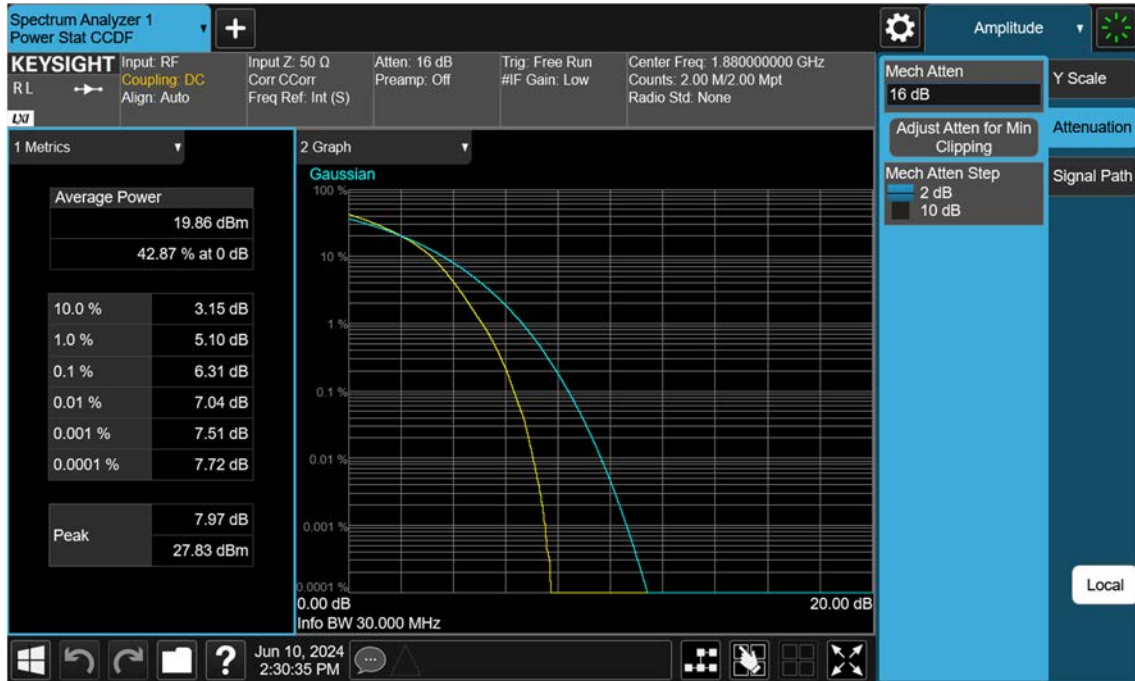 Spectrum Analyzer 1
Power Stat CCDF
+
Amplitude
KEYSIGHT
R L
LXI
Input: RF
Coupling: DC
Align: Auto
Input Z: 50 Ω
Corr CCorr
Freq Ref: Int (S)
Atten: 16 dB
Preamp: Off
Trig: Free Run
#IF Gain: Low
Center Freq: 1.880000000 GHz
Counts: 2.00 M/2.00 Mpt
Radio Std: None
Mech Atten
16 dB
Adjust Atten for Min
Clipping
Mech Atten Step
2 dB
10 dB
Y Scale
Attenuation
Signal Path
Local
1 Metrics
Average Power
19.86 dBm
42.87 % at 0 dB
10.0 % 3.15 dB
1.0 % 5.10 dB
0.1 % 6.31 dB
0.01 % 7.04 dB
0.001 % 7.51 dB
0.0001 % 7.72 dB
Peak
7.97 dB
27.83 dBm
2 Graph
Gaussian
100 %
10 %
1 %
0.1 %
0.01 %
0.001 %
0.0001 %
0.00 dB 20.00 dB
Info BW 30.000 MHz
?
Jun 10, 2024
2:30:35 PM